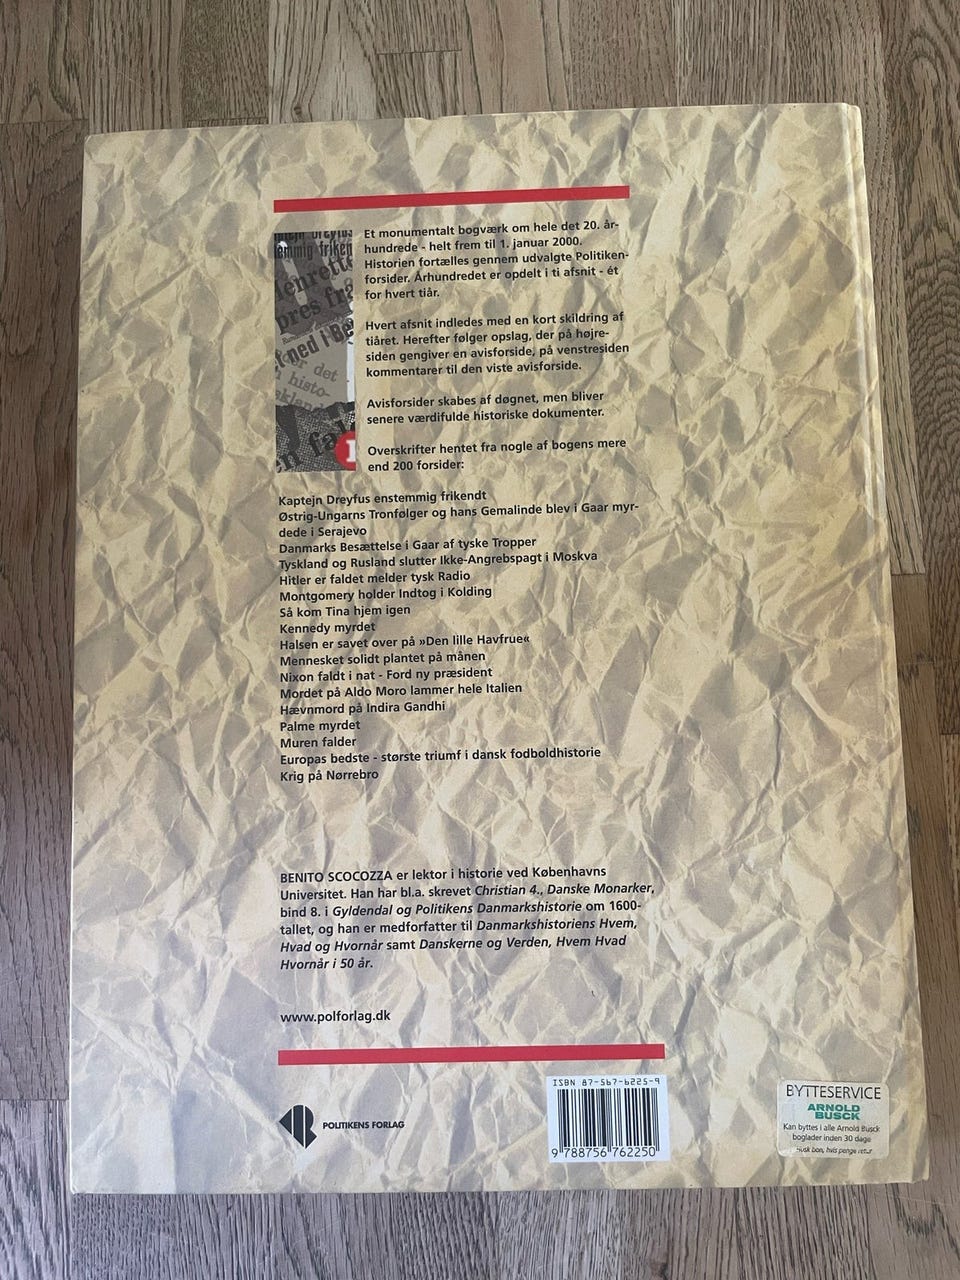 Et monumentalt bogværk om hele det 20. år-
hundrede - helt frem til 1. januar 2000.
Historien fortælles gennem udvalgte Politiken-
forsider. Århundredet er opdelt i ti afsnit - ét
for hvert tiår.
Hvert afsnit indledes med en kort skildring af
tiåret. Herefter følger opslag, der på højre-
siden gengiver en avisforside, på venstresiden
kommentarer til den viste avisforside.
Avisforsider skabes af døgnet, men bliver
senere værdifulde historiske dokumenter.
Overskrifter hentet fra nogle af bogens mere
end 200 forsider:
Kaptejn Dreyfus enstemmig frikendt
Østrig-Ungarns Tronfølger og hans Gemalinde blev i Gaar myr-
dede i Serajevo
Danmarks Besættelse i Gaar af tyske Tropper
Tyskland og Rusland slutter Ikke-Angrebspagt i Moskva
Hitler er faldet melder tysk Radio
Montgomery holder Indtog i Kolding
Så kom Tina hjem igen
Kennedy myrdet
Halsen er savet over på »Den lille Havfrue«
Mennesket solidt plantet på månen
Nixon faldt i nat - Ford ny præsident
Mordet på Aldo Moro lammer hele Italien
Hævnmord på Indira Gandhi
Palme myrdet
Muren falder
Europas bedste - største triumf i dansk fodboldhistorie
Krig på Nørrebro
BENITO SCOCOZZA er lektor i historie ved Københavns
Universitet. Han har bl.a. skrevet Christian 4., Danske Monarker,
bind 8. i Gyldendal og Politikens Danmarkshistorie om 1600-
tallet, og han er medforfatter til Danmarkshistoriens Hvem,
Hvad og Hvornår samt Danskerne og Verden, Hvem Hvad
Hvornår i 50 år.
www.polforlag.dk
POLITIKENS FORLAG
ISBN 87-567-6225-9
9 788756 762250
BYTTESERVICE
ARNOLD
BUSCK
Kan byttes i alle Arnold Busck
boglader inden 30 dage
Husk bon, hvis penge retur